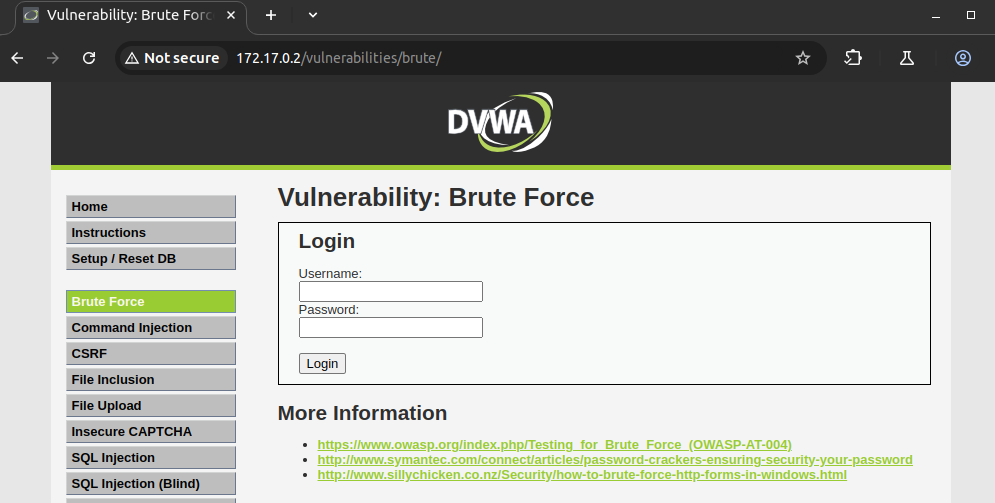 Vulnerability: Brute Forc
Not secure 172.17.0.2/vulnerabilities/brute/
DVWA
Home
Instructions
Setup / Reset DB
Brute Force
Command Injection
CSRF
File Inclusion
File Upload
Insecure CAPTCHA
SQL Injection
SQL Injection (Blind)
Vulnerability: Brute Force
Login
Username:
Password:
Login
More Information
https://www.owasp.org/index.php/Testing_for_Brute_Force_(OWASP-AT-004)
http://www.symantec.com/connect/articles/password-crackers-ensuring-security-your-password
http://www.sillychicken.co.nz/Security/how-to-brute-force-http-forms-in-windows.html